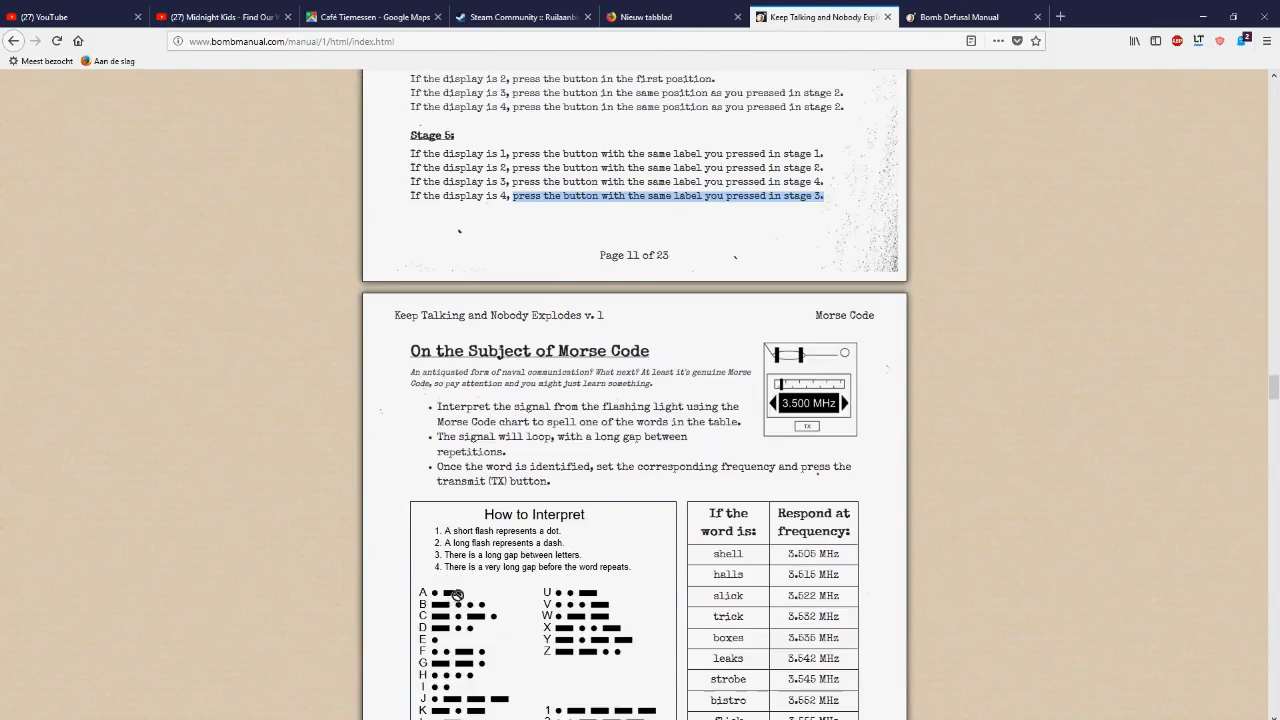 (27) YouTube
(27) Midnight Kids - Find Our W
Café Tiemessen - Google Maps
Steam Community :: Ruilaanbi
Nieuw tabblad
Keep Talking and Nobody Expl
Bomb Defusal Manual
www.bombmanual.com/manual/1/html/index.html
2
Meest bezocht
Aan de slag
If the display is 2, press the button in the first position.
If the display is 3, press the button in the same position as you pressed in stage 2.
If the display is 4, press the button in the same position as you pressed in stage 2.
Stage 5:
If the display is 1, press the button with the same label you pressed in stage 1.
If the display is 2, press the button with the same label you pressed in stage 2.
If the display is 3, press the button with the same label you pressed in stage 4.
If the display is 4, press the button with the same label you pressed in stage 3.
Page 11 of 23
Keep Talking and Nobody Explodes v. 1
Morse Code
On the Subject of Morse Code
An antiquated form of naval communication? What next? At least it's genuine Morse
Code, so pay attention and you might just learn something.
• Interpret the signal from the flashing light using the
Morse Code chart to spell one of the words in the table.
• The signal will loop, with a long gap between
repetitions.
• Once the word is identified, set the corresponding frequency and press the
transmit (TX) button.
3.500 MHz
TX
How to Interpret
1. A short flash represents a dot.
2. A long flash represents a dash.
3. There is a long gap between letters.
4. There is a very long gap before the word repeats.
A
B
C
D
E
F
G
H
I
J
K
U
V
W
X
Y
Z
1
If the word is: Respond at frequency:
shell 3.505 MHz
halls 3.515 MHz
slick 3.522 MHz
trick 3.532 MHz
boxes 3.535 MHz
leaks 3.542 MHz
strobe 3.545 MHz
bistro 3.552 MHz